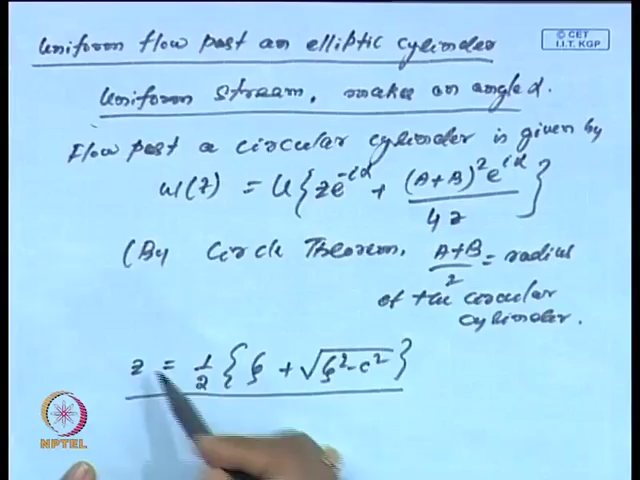 Uniform flow past an elliptic cylinder
© CET
I.I.T. KGP
Uniform stream, makes an angle α.
Flow past a circular cylinder is given by
w(z) = U{ze^{-iα} + (A+B)^2 e^{iα} / 4z}
(By Circle Theorem, (A+B)/2 = radius
of the circular
cylinder.
z = 1/2 {ζ + √(ζ^2 - c^2)}
NPTEL